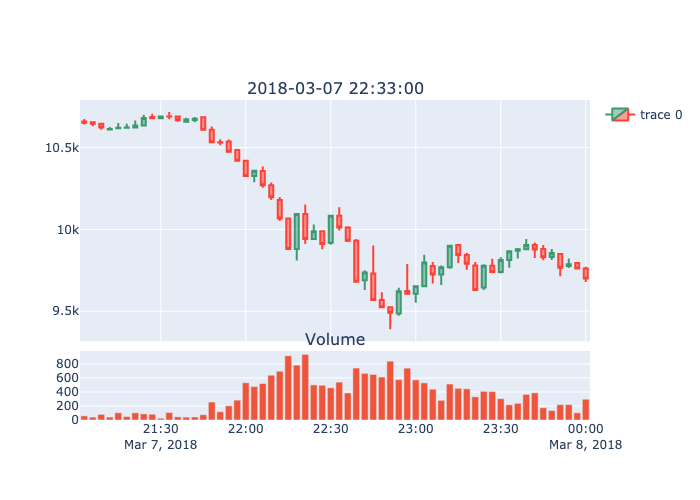 2018-03-07 22:33:00
trace 0
10.5k
10k
9.5k
Volume
800
600
400
200
0
21:30
22:00
22:30
23:00
23:30
00:00
Mar 7, 2018
Mar 8, 2018